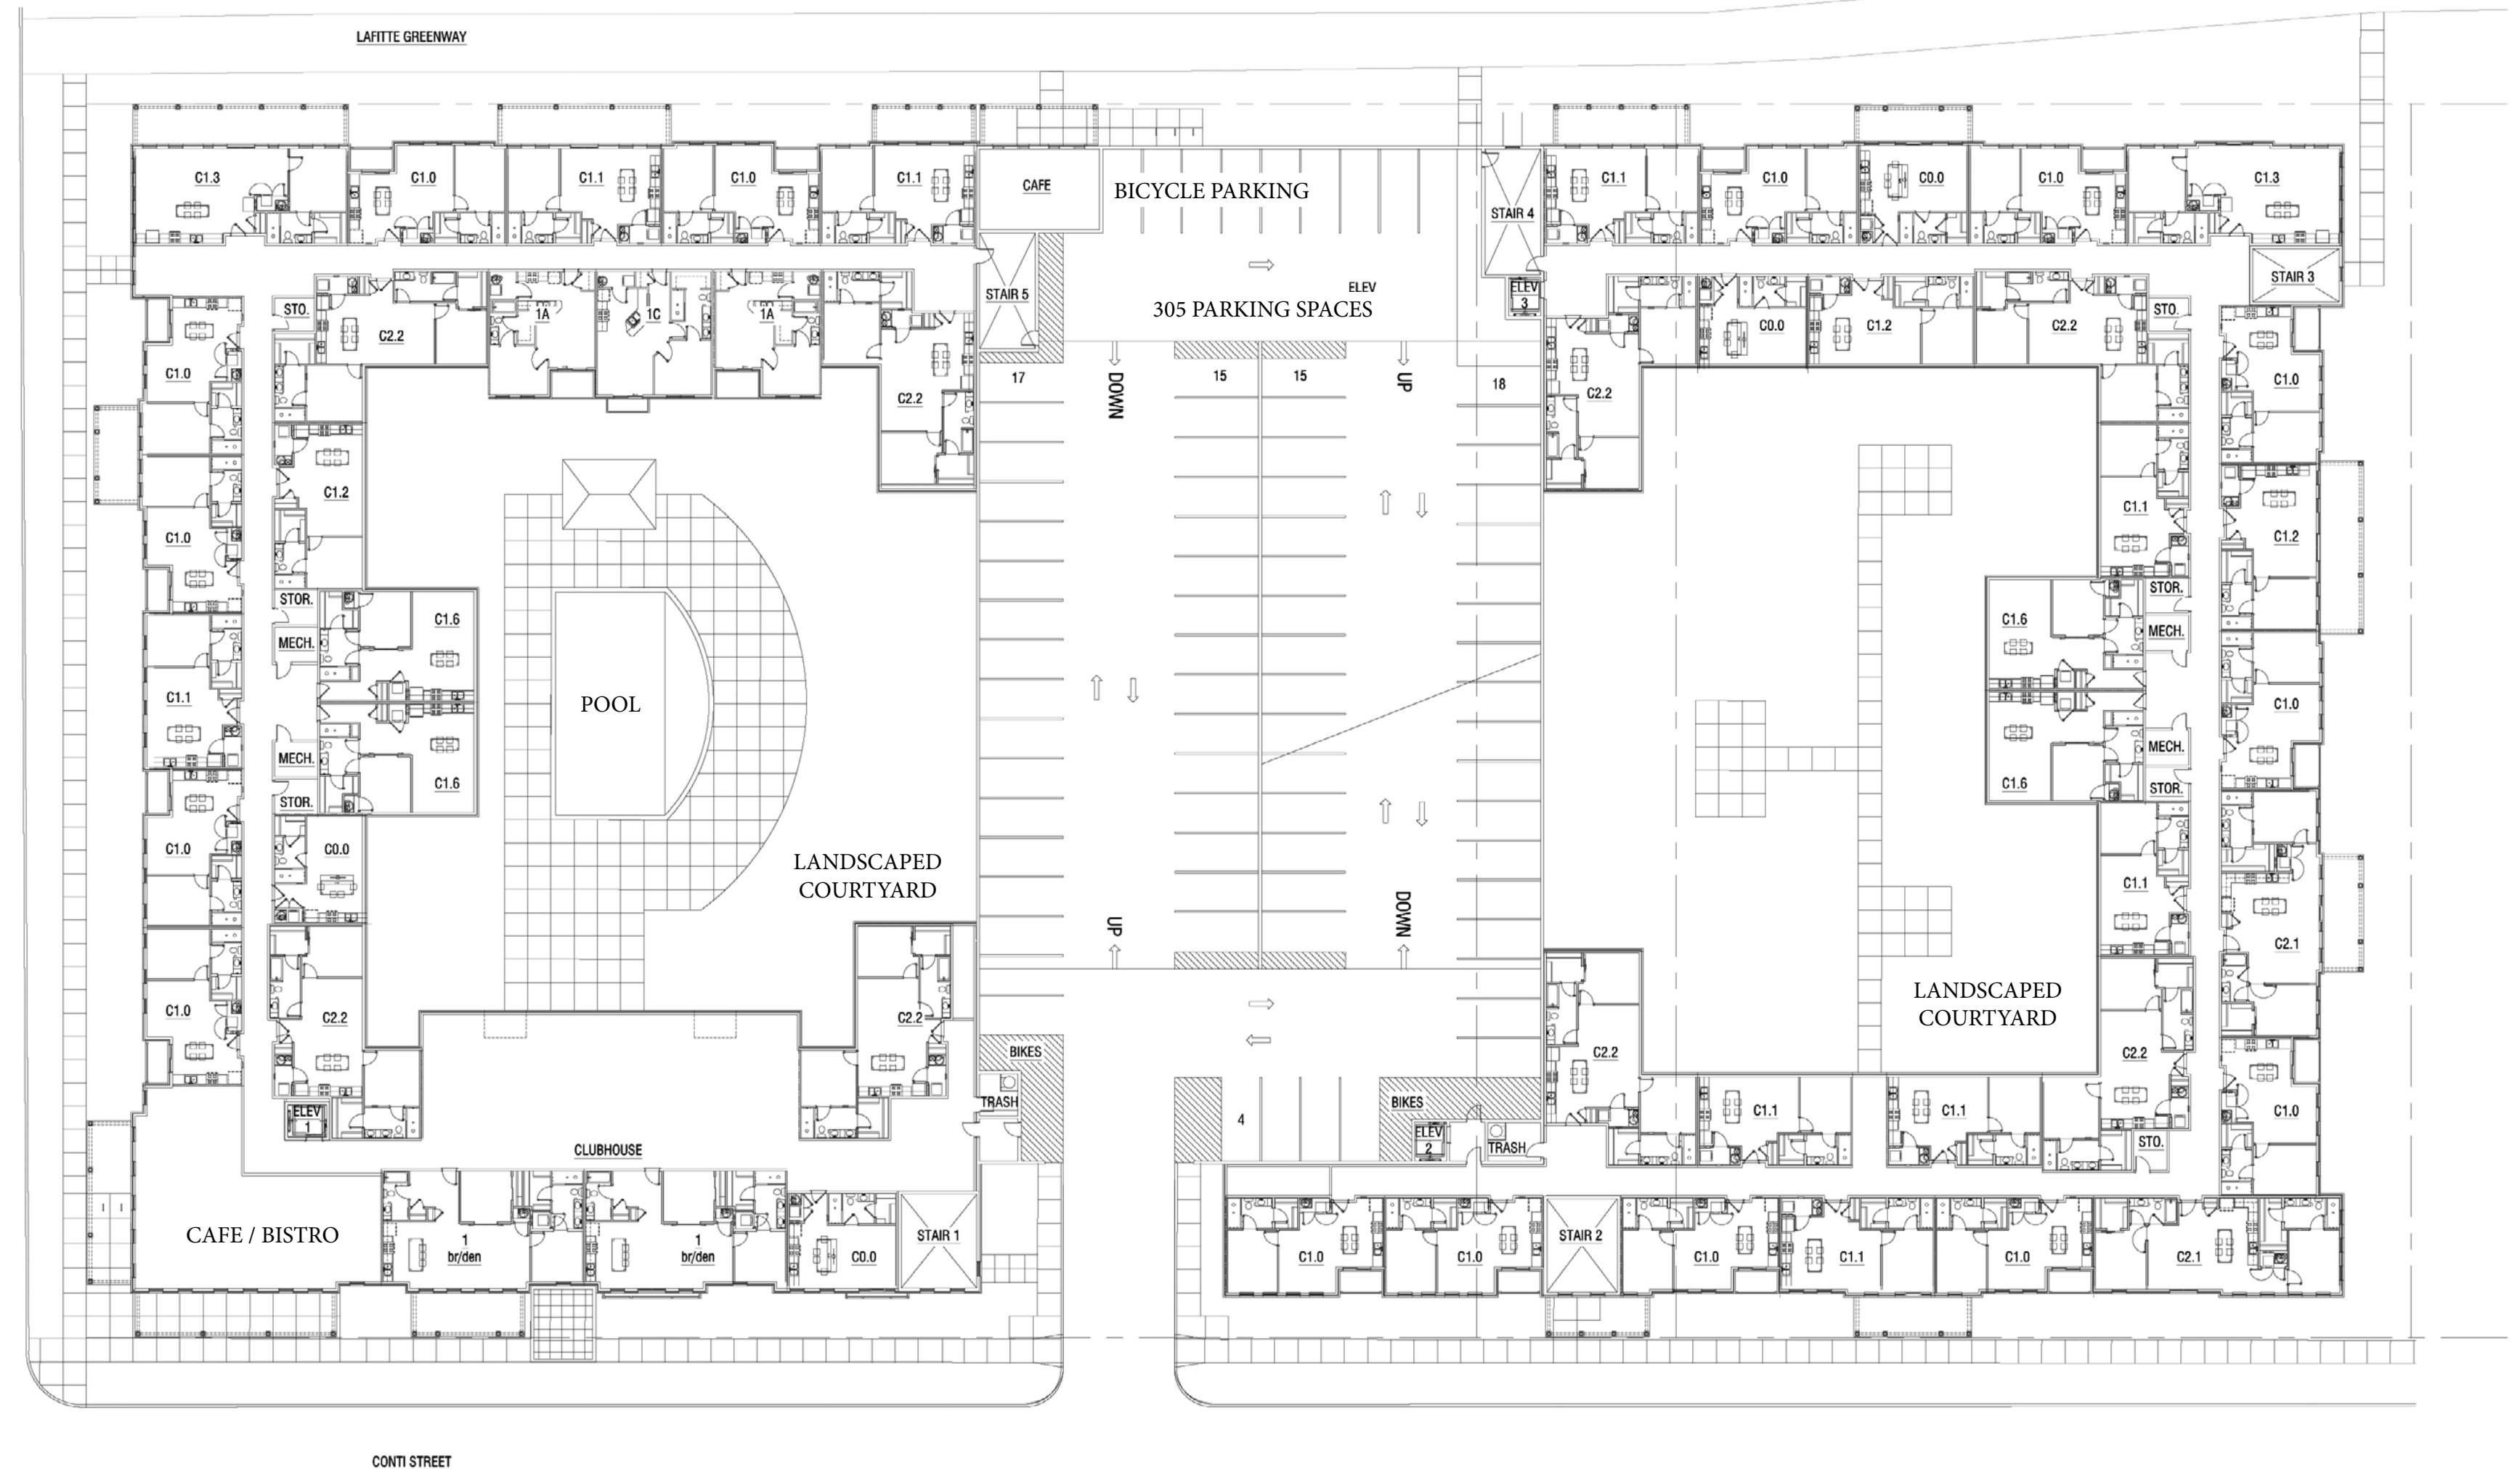 LAFITTE GREENWAY
C1.3
C1.0
C1.1
C1.0
C1.1
CAFE
BICYCLE PARKING
STAIR 4
C1.1
C1.0
C0.0
C1.0
C1.3
STAIR 5
ELEV
305 PARKING SPACES
ELEV
3
STAIR 3
STO.
C2.2
1A
1C
1A
C2.2
C0.0
C1.2
C2.2
STO.
C1.0
17
DOWN
15
15
UP
18
C2.2
C1.0
C1.2
C1.0
C1.1
C1.2
STOR.
MECH.
C1.6
C1.6
STOR.
MECH.
C1.1
POOL
C1.0
MECH.
STOR.
C1.6
C1.6
MECH.
STOR.
C1.0
C0.0
LANDSCAPED
COURTYARD
C1.1
C2.1
UP
DOWN
C1.0
C2.2
C2.2
LANDSCAPED
COURTYARD
BIKES
C2.2
C2.2
TRASH
ELEV
1
4
BIKES
C1.1
C1.1
C1.0
ELEV
2
TRASH
STO.
CLUBHOUSE
CAFE / BISTRO
1
br/den
1
br/den
C0.0
STAIR 1
C1.0
C1.0
STAIR 2
C1.0
C1.1
C1.0
C2.1
CONTI STREET